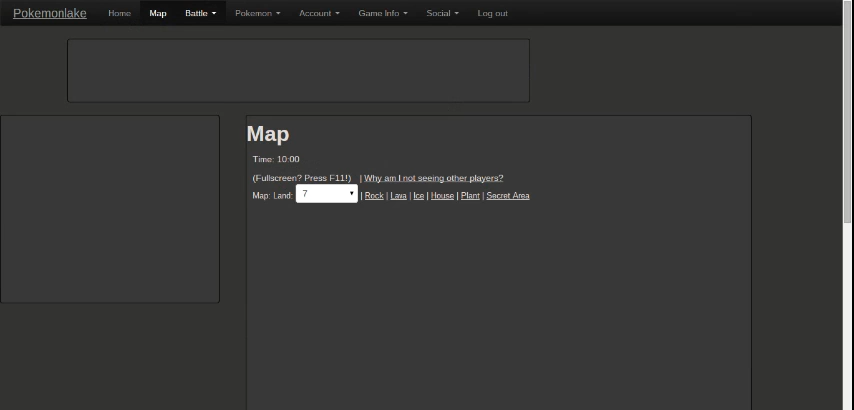 Pokemonlake Home Map Battle Pokemon Account Game Info Social Log out
Map
Time: 10:00
(Fullscreen? Press F11!) | Why am I not seeing other players?
Map: Land: 7 | Rock | Lava | Ice | House | Plant | Secret Area